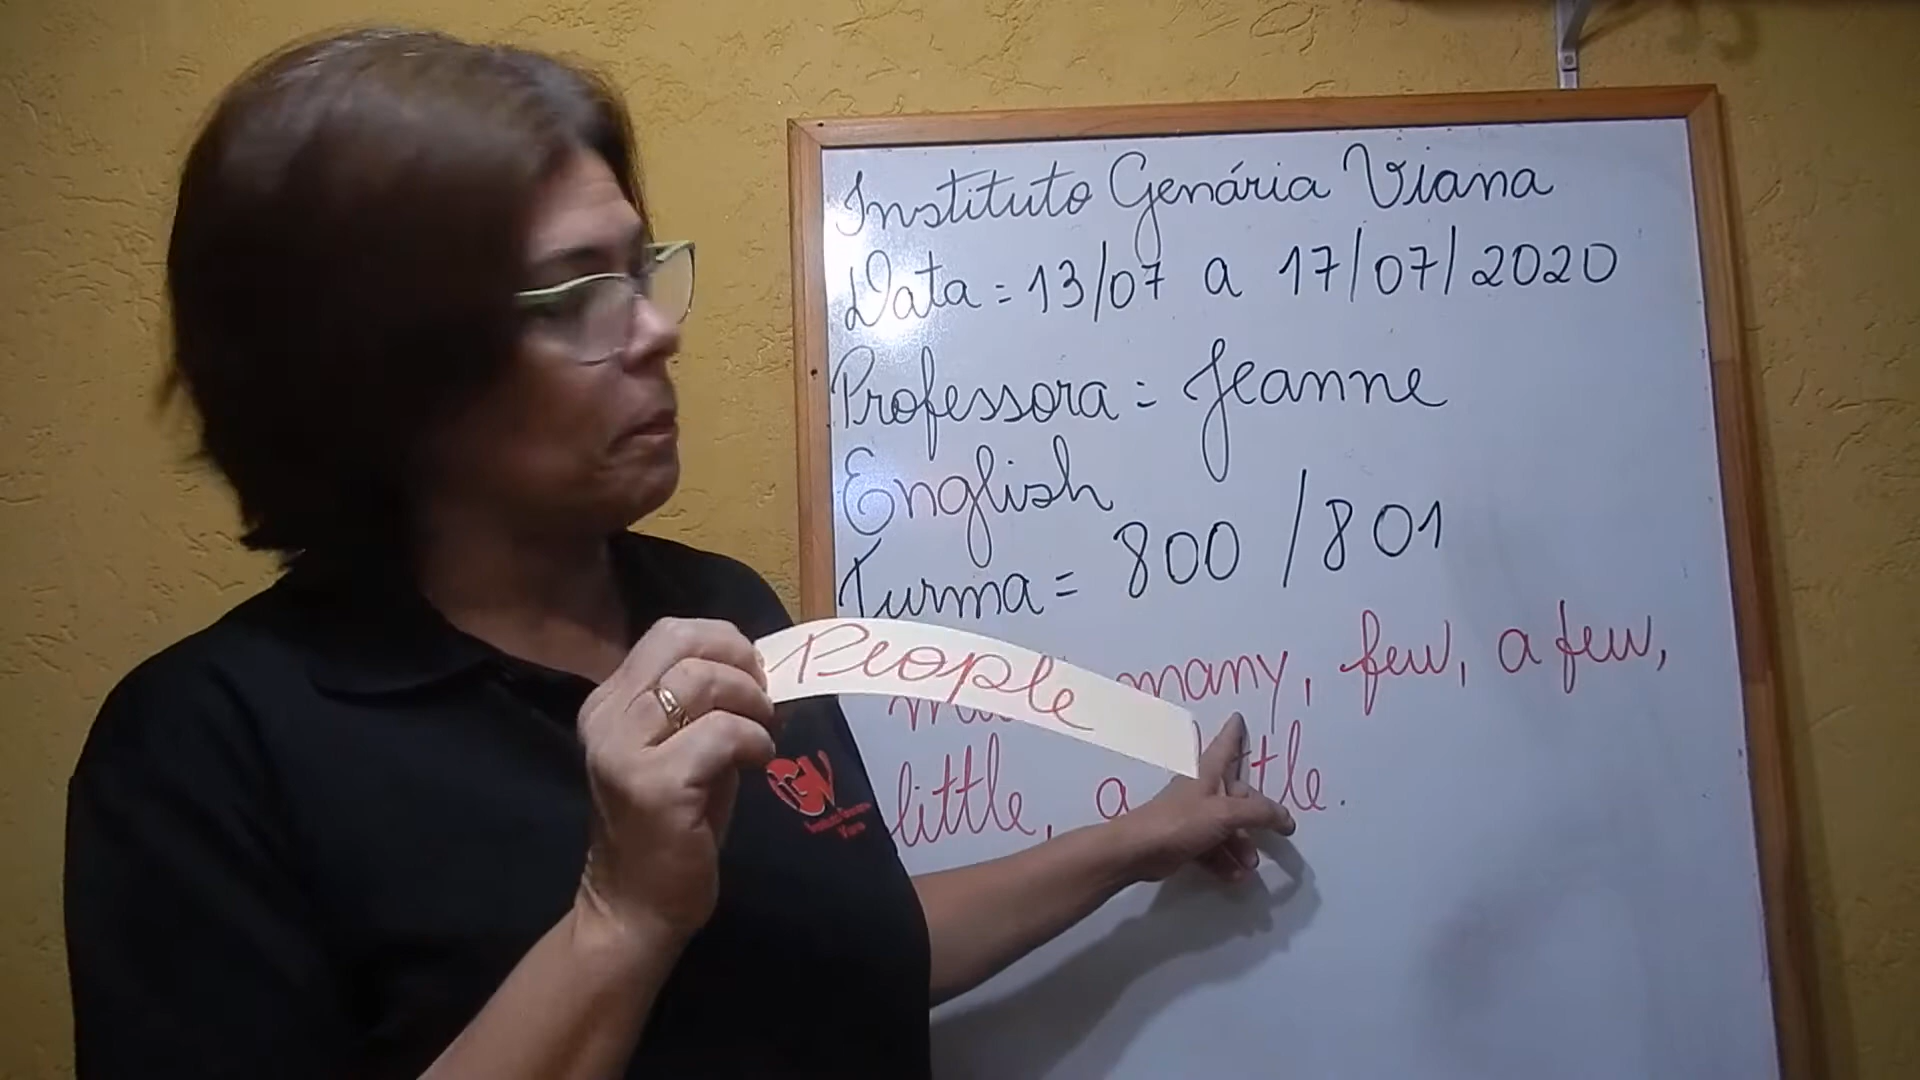 Instituto Genária Viana
Data = 13/07 a 17/07/2020
Professora = Jeanne
English
Turma = 800 / 801
People
many, few, a few,
little, a
IGV